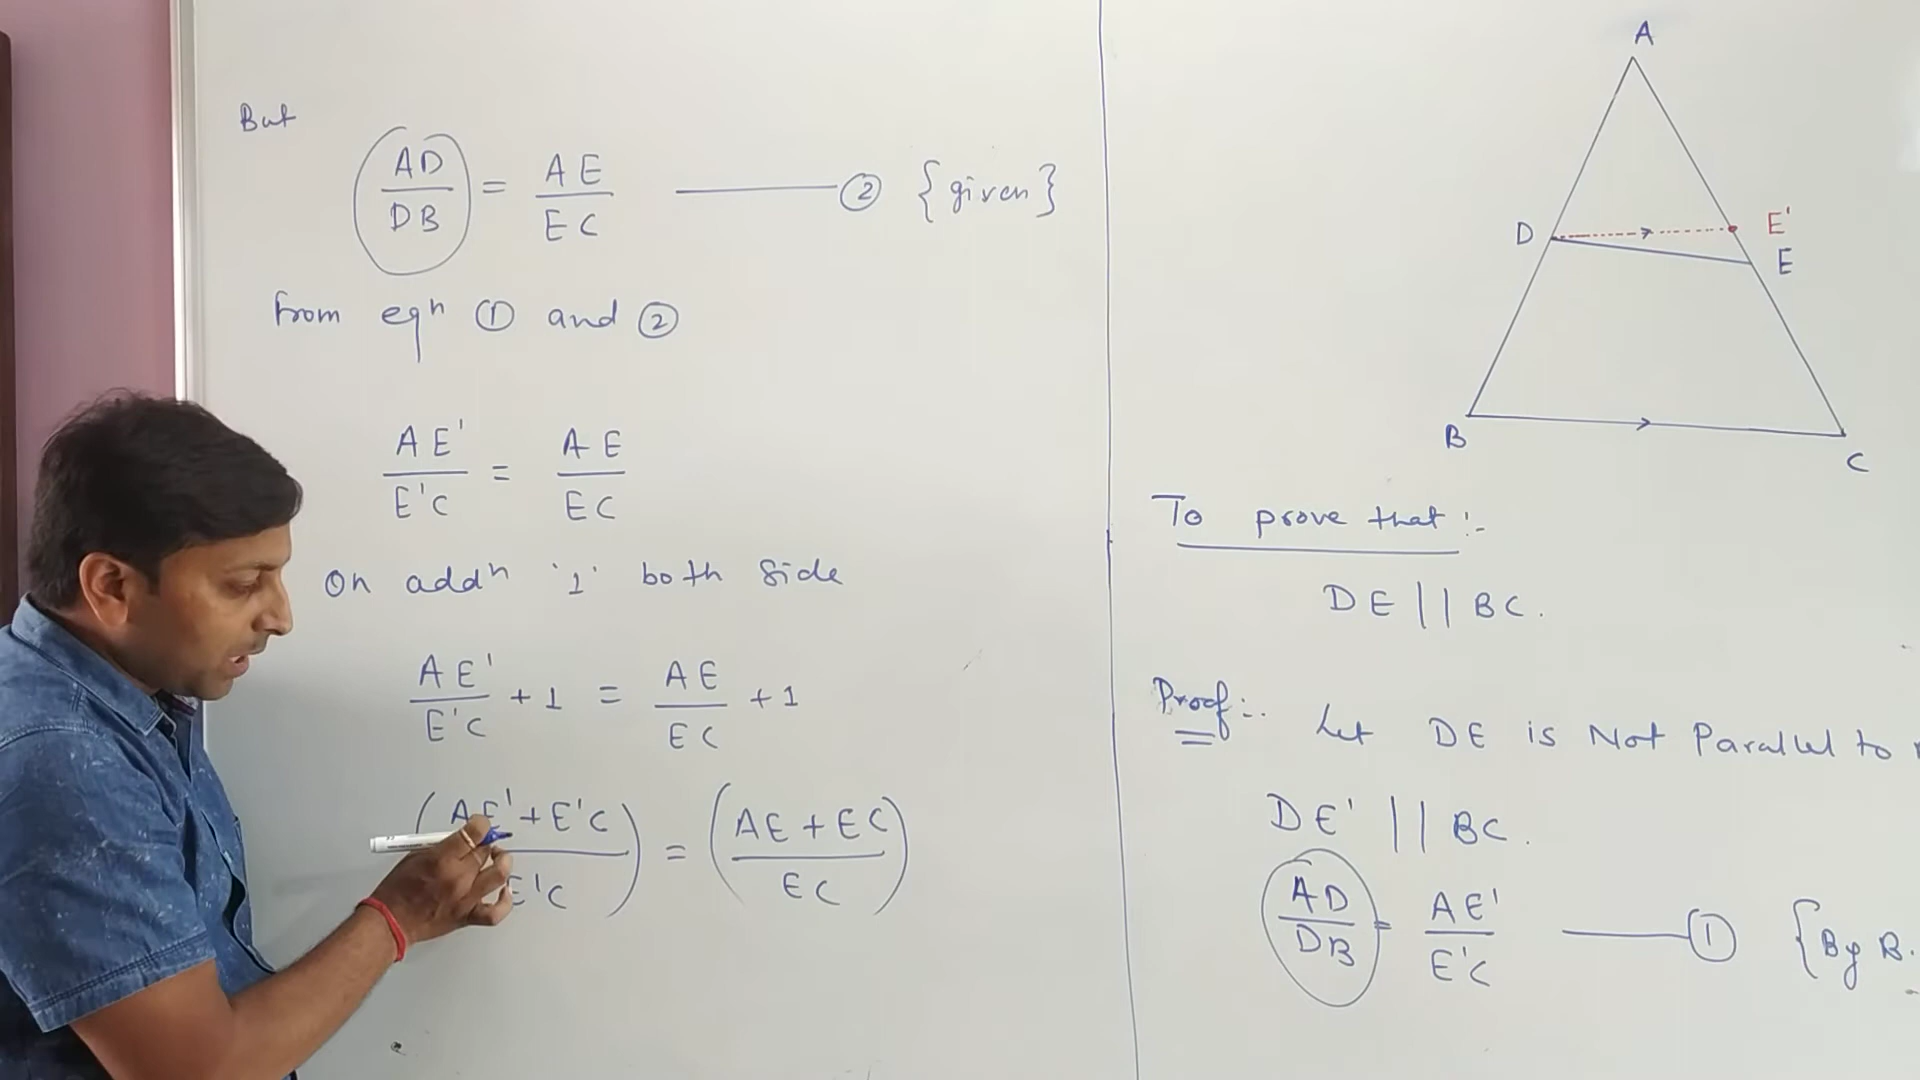 But
AD/DB = AE/EC ——— ② {given}
From eqⁿ ① and ②
AE'/E'C = AE/EC
On addⁿ '1' both side
AE'/E'C + 1 = AE/EC + 1
(AE' + E'C / E'C) = (AE + EC / EC)
A
D E'
E
B C
To prove that :-
DE || BC.
Proof :- Let DE is Not Parallel to
DE' || BC.
AD/DB = AE'/E'C ——— ① {By B.